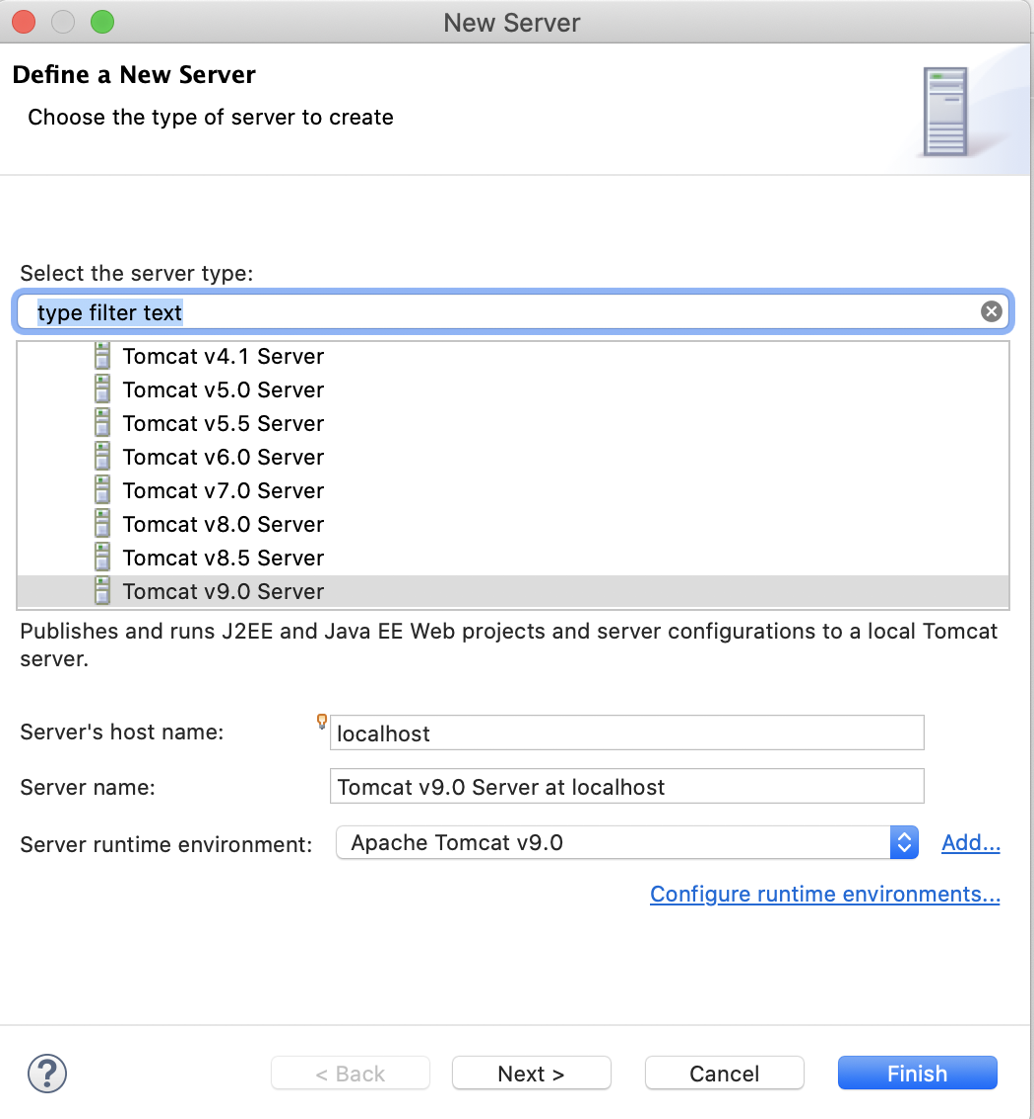 New Server
Define a New Server
Choose the type of server to create
Select the server type:
type filter text
Tomcat v4.1 Server
Tomcat v5.0 Server
Tomcat v5.5 Server
Tomcat v6.0 Server
Tomcat v7.0 Server
Tomcat v8.0 Server
Tomcat v8.5 Server
Tomcat v9.0 Server
Publishes and runs J2EE and Java EE Web projects and server configurations to a local Tomcat
server.
Server's host name: localhost
Server name: Tomcat v9.0 Server at localhost
Server runtime environment: Apache Tomcat v9.0 Add...
Configure runtime environments...
? < Back Next > Cancel Finish